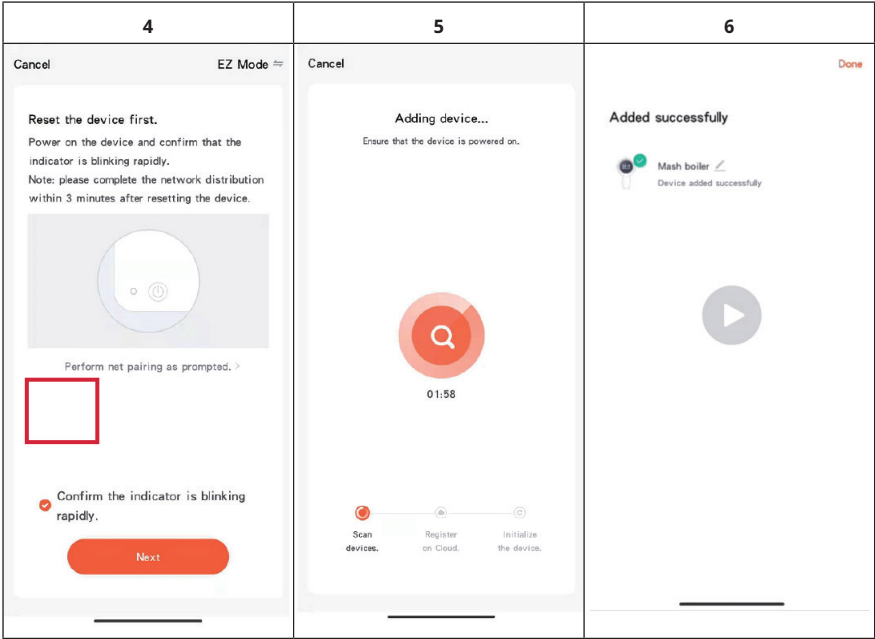 4
5
6
Cancel
EZ Mode
Reset the device first.
Power on the device and confirm that the
indicator is blinking rapidly.
Note: please complete the network distribution
within 3 minutes after resetting the device.
Perform net pairing as prompted. >
Confirm the indicator is blinking
rapidly.
Next
Cancel
Adding device...
Ensure that the device is powered on.
01:58
Scan
devices.
Register
on Cloud.
Initialize
the device.
Done
Added successfully
Mash boiler
Device added successfully